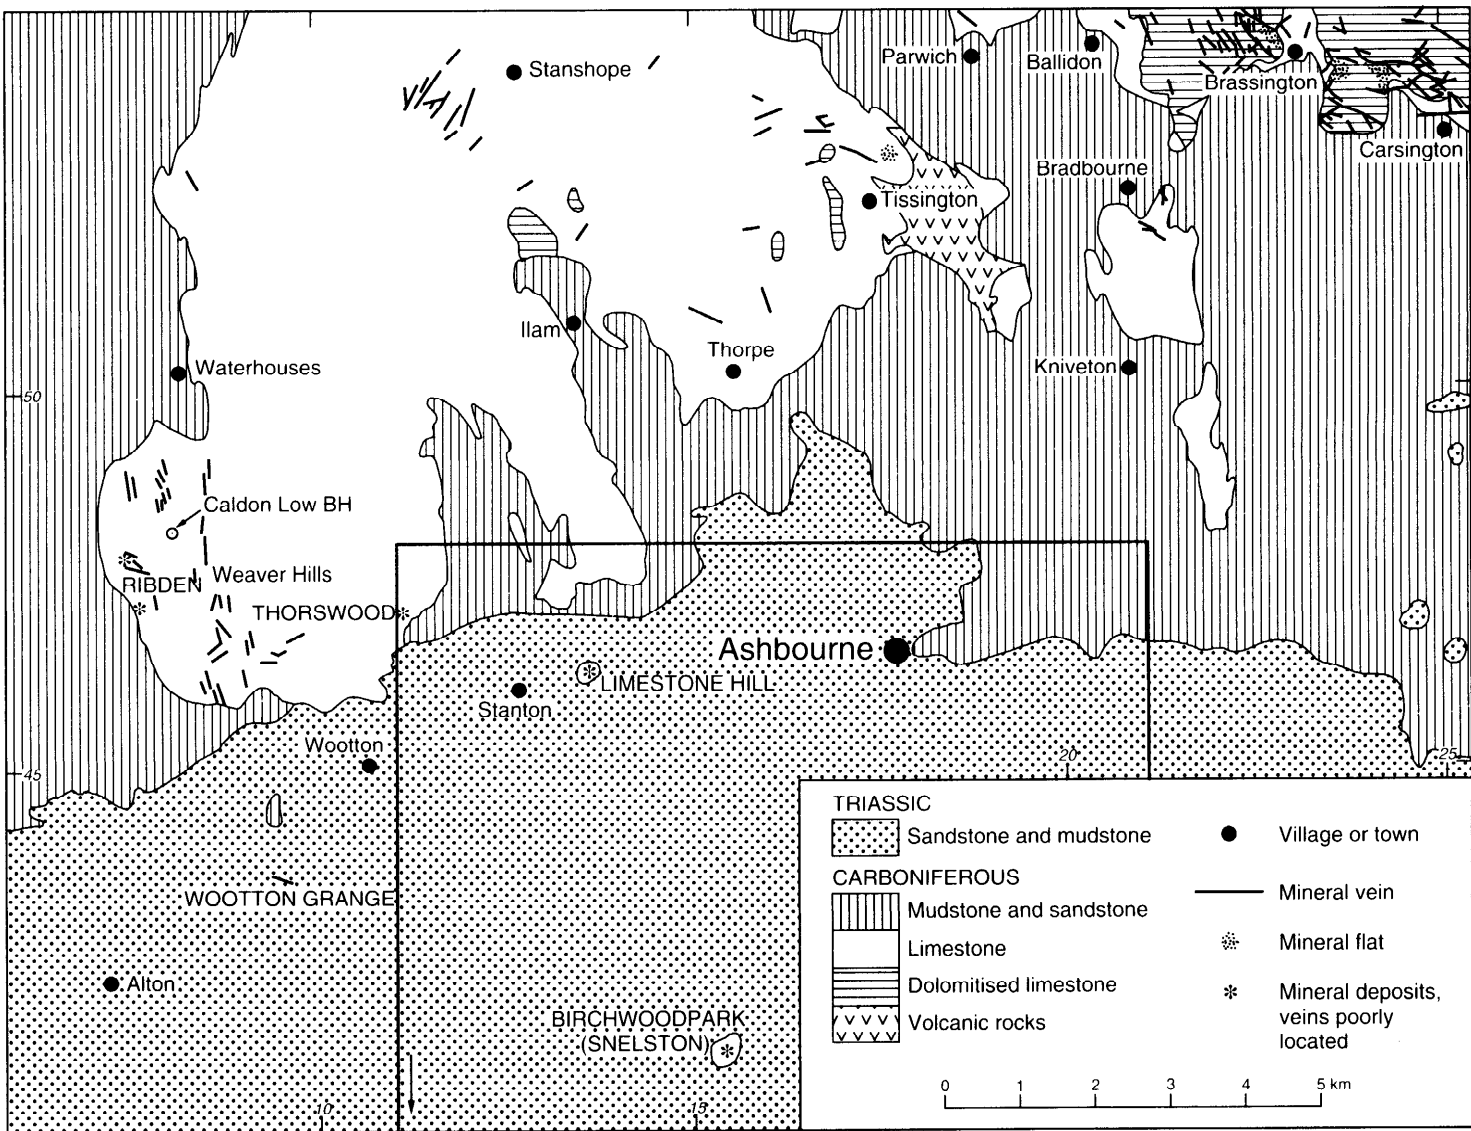 Stanshope
Parwich
Ballidon
Brassington
Carsington
Bradbourne
Tissington
Ilam
Thorpe
Waterhouses
Kniveton
50
Caldon Low BH
RIBDEN
Weaver Hills
THORSWOOD
Ashbourne
LIMESTONE HILL
Stanton
Wootton
20
25
45
WOOTTON GRANGE
Alton
BIRCHWOODPARK
(SNELSTON)
10
15
TRIASSIC
Sandstone and mudstone
CARBONIFEROUS
Mudstone and sandstone
Limestone
Dolomitised limestone
Volcanic rocks
Village or town
Mineral vein
Mineral flat
Mineral deposits,
veins poorly
located
0 1 2 3 4 5 km